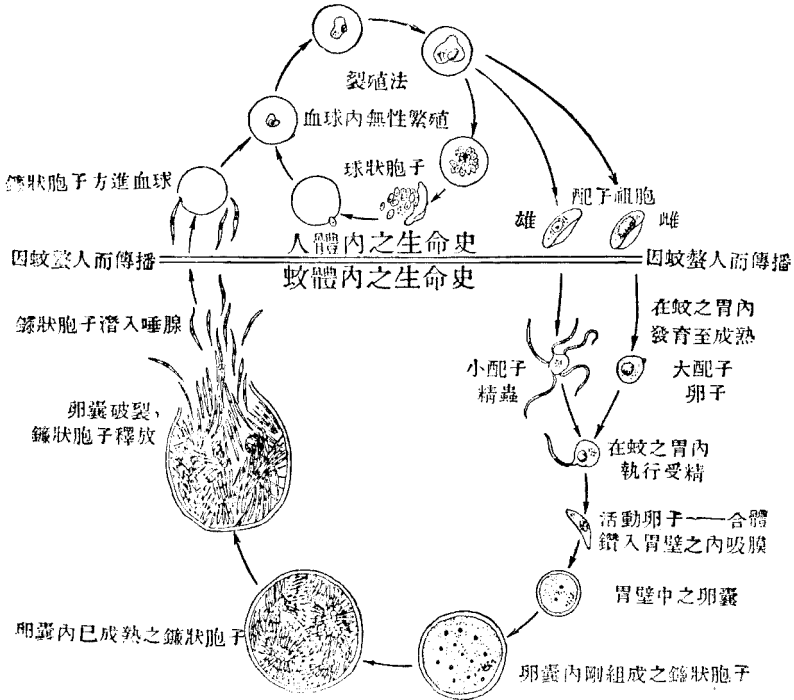 裂殖法
血球內無性繁殖
球狀胞子
鐮狀胞子方進血球
配子祖胞
雄
雌
人體內之生命史
因蚊螫人而傳播
因蚊螫人而傳播
蚊體內之生命史
在蚊之胃內
發育至成熟
鐮狀胞子潛入唾腺
小配子
精蟲
大配子
卵子
卵囊破裂,
鐮狀胞子釋放
在蚊之胃內
執行受精
活動卵子——合體
鑽入胃壁之內吸膜
胃壁中之卵囊
卵囊內已成熟之鐮狀胞子
卵囊內剛組成之鐮狀胞子